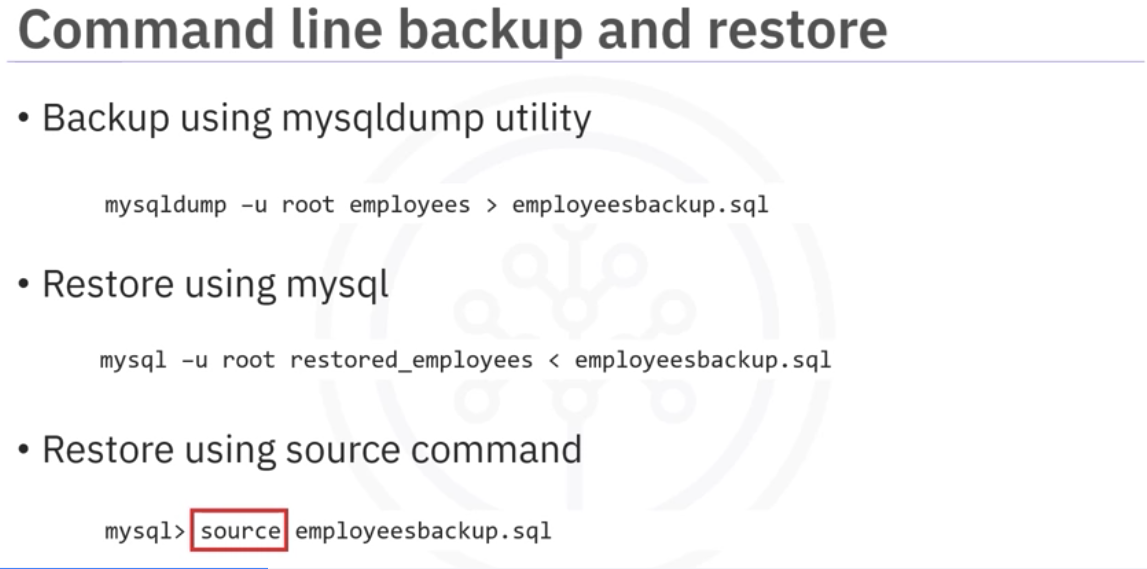 Command line backup and restore
• Backup using mysqldump utility
mysqldump –u root employees > employeesbackup.sql
• Restore using mysql
mysql –u root restored_employees < employeesbackup.sql
• Restore using source command
mysql> source employeesbackup.sql